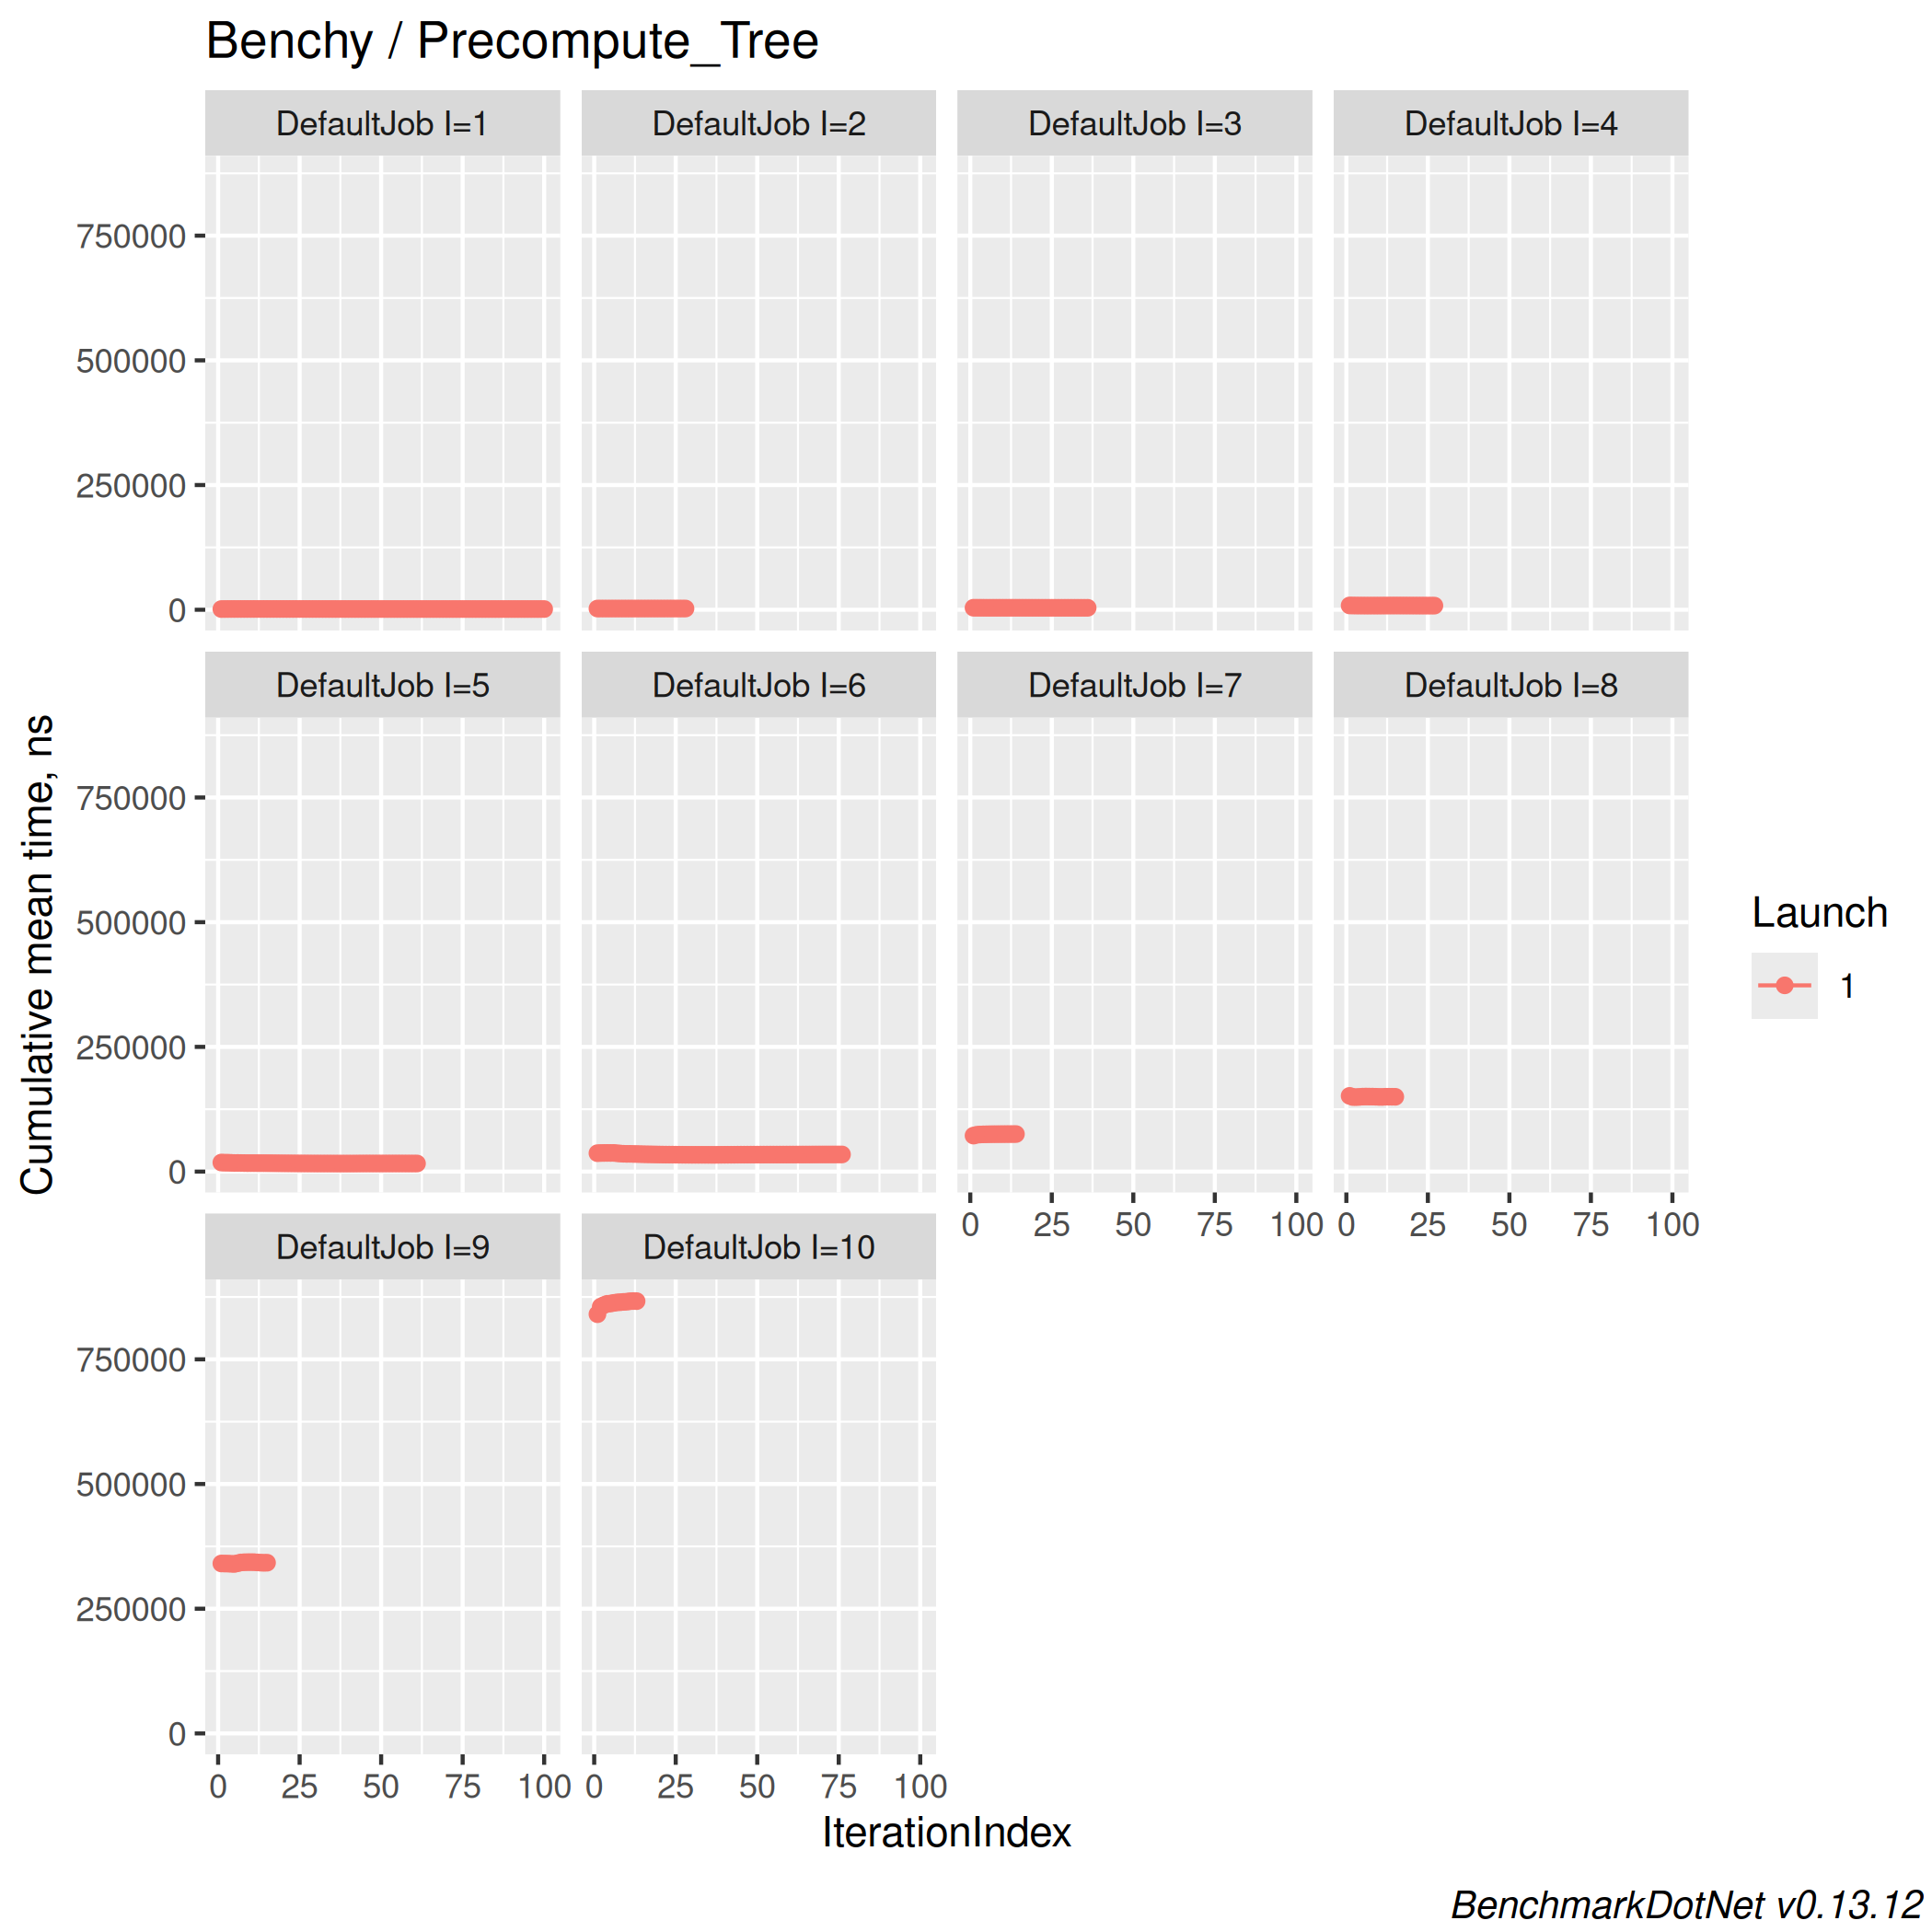 Benchy / Precompute_Tree
DefaultJob I=1
DefaultJob I=2
DefaultJob I=3
DefaultJob I=4
750000
500000
250000
0
DefaultJob I=5
DefaultJob I=6
DefaultJob I=7
DefaultJob I=8
750000
500000
250000
0
0 25 50 75 100
0 25 50 75 100
DefaultJob I=9
DefaultJob I=10
750000
500000
250000
0
0 25 50 75 100
0 25 50 75 100
Cumulative mean time, ns
IterationIndex
Launch
1
BenchmarkDotNet v0.13.12